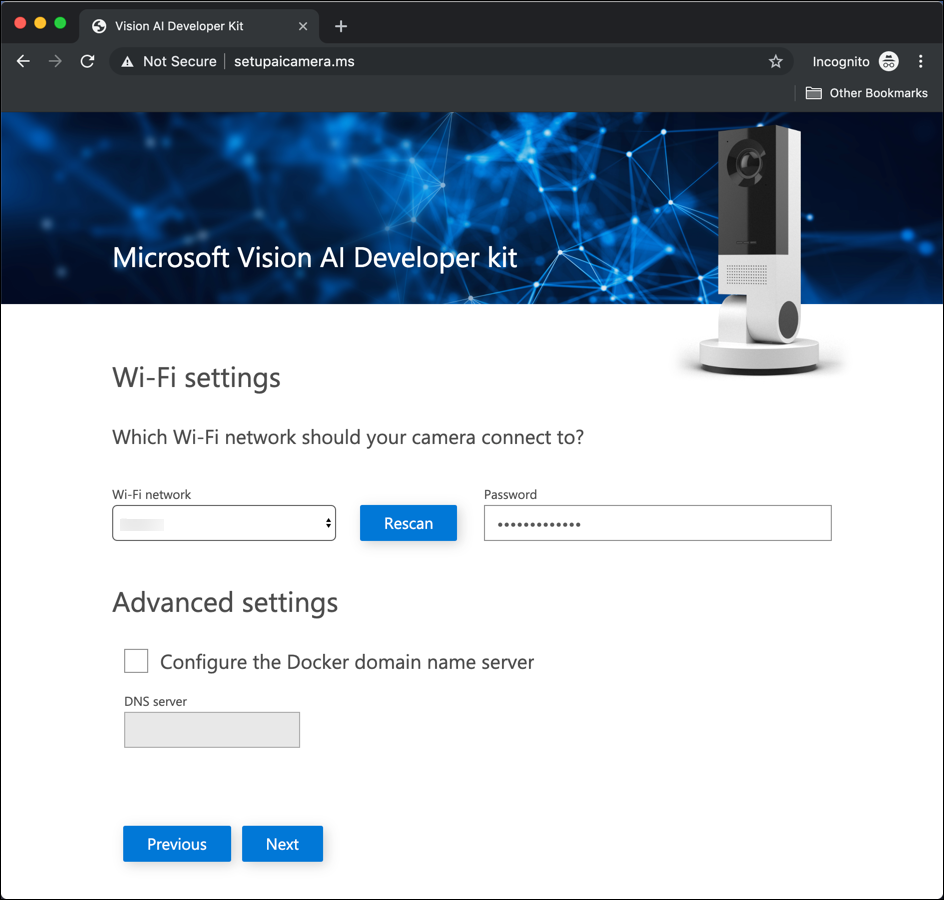 Vision AI Developer Kit
Not Secure setupaicamera.ms Incognito
Other Bookmarks
Microsoft Vision AI Developer kit
Wi-Fi settings
Which Wi-Fi network should your camera connect to?
Wi-Fi network Password
Rescan •••••••••••••
Advanced settings
Configure the Docker domain name server
DNS server
Previous Next